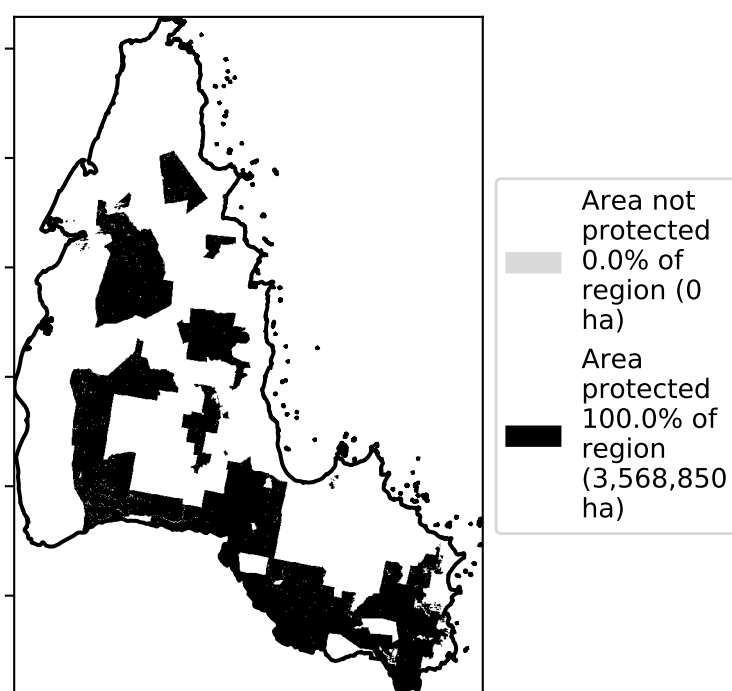 Area not
protected
0.0% of
region (0
ha)
Area
protected
100.0% of
region
(3,568,850
ha)